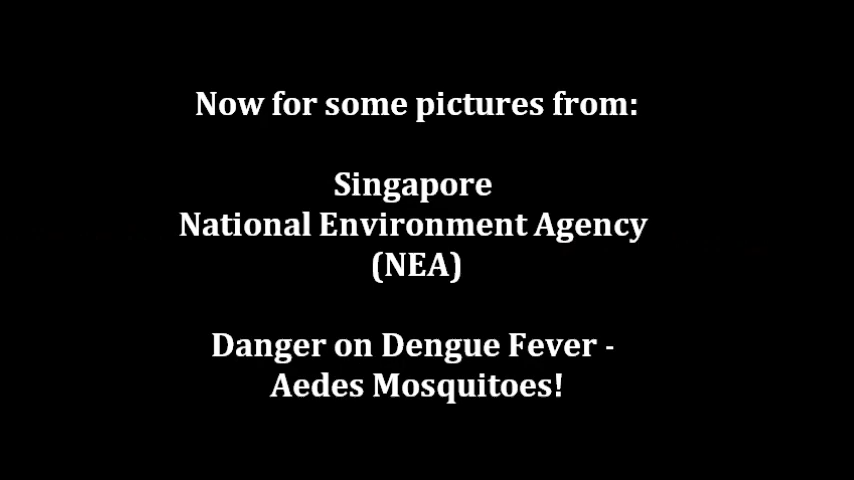 Now for some pictures from:
Singapore
National Environment Agency
(NEA)
Danger on Dengue Fever -
Aedes Mosquitoes!